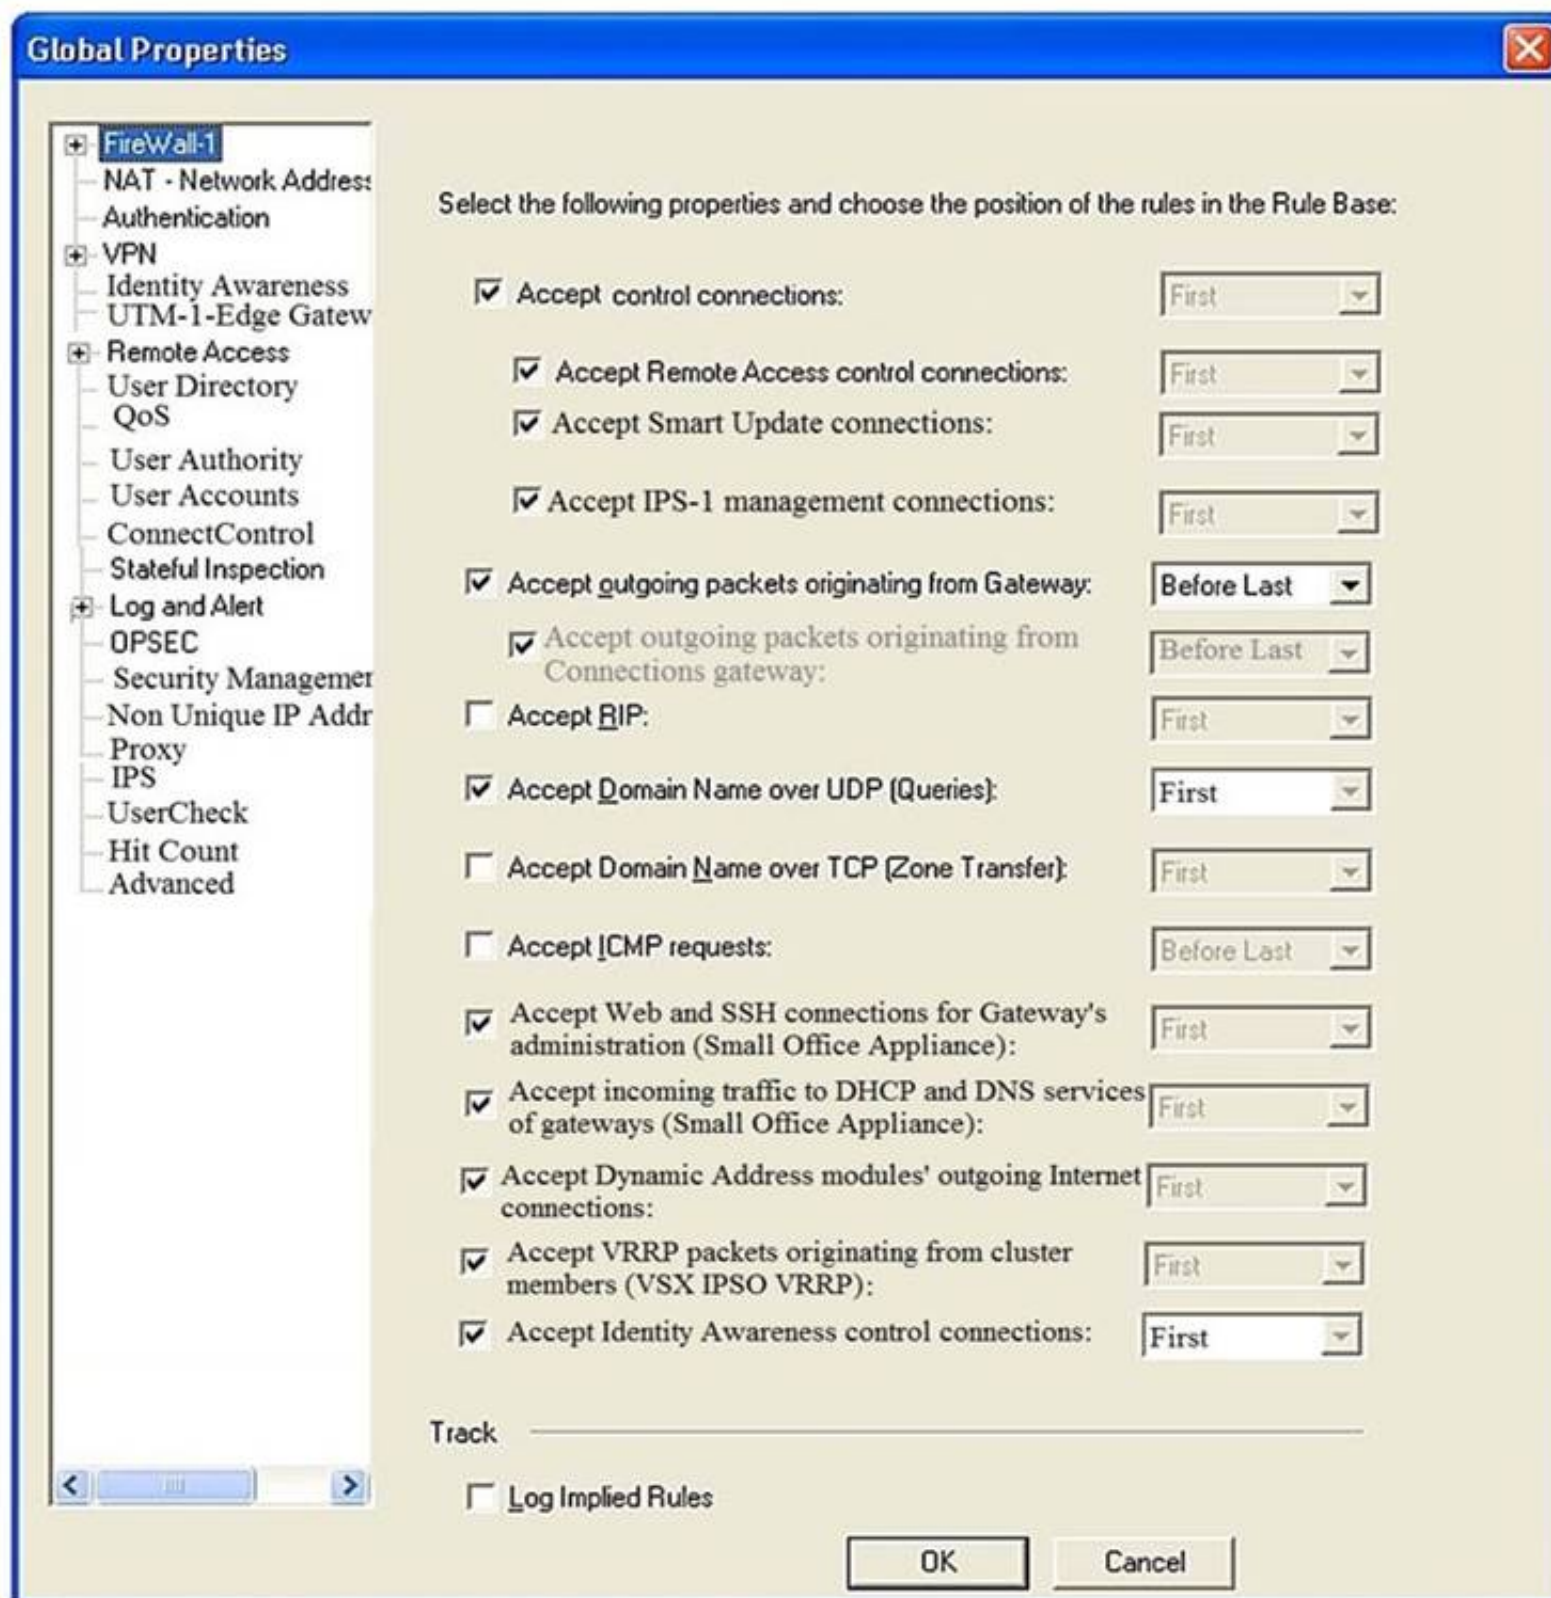 Global Properties
FireWall-1
NAT - Network Address
Authentication
VPN
Identity Awareness
UTM-1-Edge Gatew
Remote Access
User Directory
QoS
User Authority
User Accounts
ConnectControl
Stateful Inspection
Log and Alert
OPSEC
Security Managemer
Non Unique IP Addr
Proxy
IPS
UserCheck
Hit Count
Advanced
Select the following properties and choose the position of the rules in the Rule Base:
Accept control connections: First
Accept Remote Access control connections: First
Accept Smart Update connections: First
Accept IPS-1 management connections: First
Accept outgoing packets originating from Gateway: Before Last
Accept outgoing packets originating from
Connections gateway: Before Last
Accept RIP: First
Accept Domain Name over UDP (Queries): First
Accept Domain Name over TCP (Zone Transfer): First
Accept ICMP requests: Before Last
Accept Web and SSH connections for Gateway's
administration (Small Office Appliance): First
Accept incoming traffic to DHCP and DNS services
of gateways (Small Office Appliance): First
Accept Dynamic Address modules' outgoing Internet
connections: First
Accept VRRP packets originating from cluster
members (VSX IPSO VRRP): First
Accept Identity Awareness control connections: First
Track
Log Implied Rules
OK Cancel